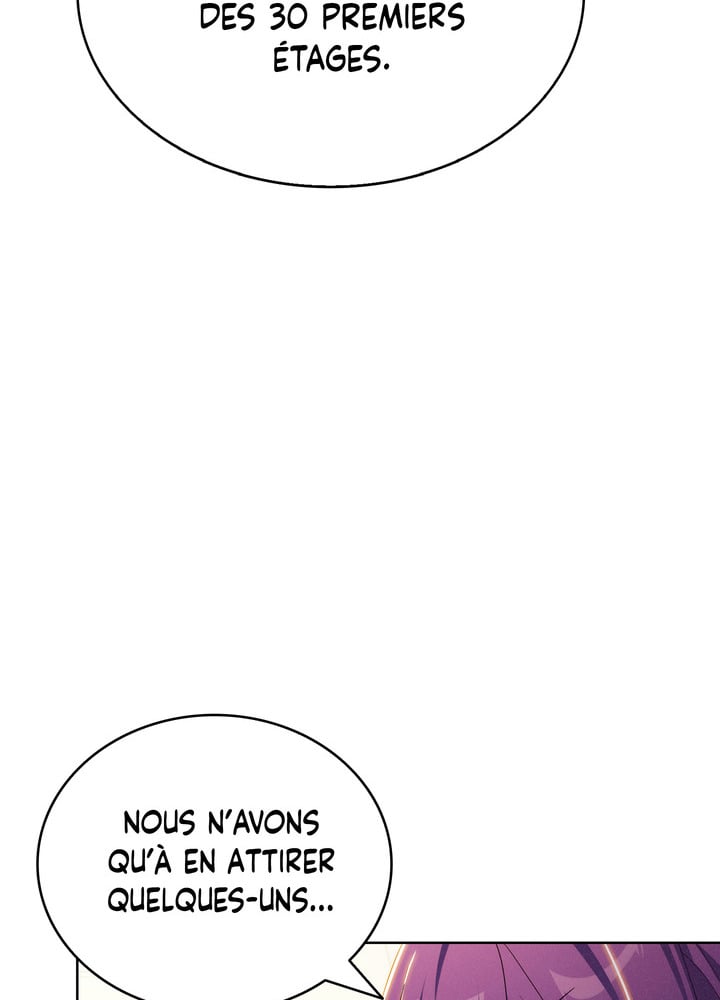 DES 30 PREMIERS
ÉTAGES.
NOUS N'AVONS
QU'À EN ATTIRER
QUELQUES-UNS...